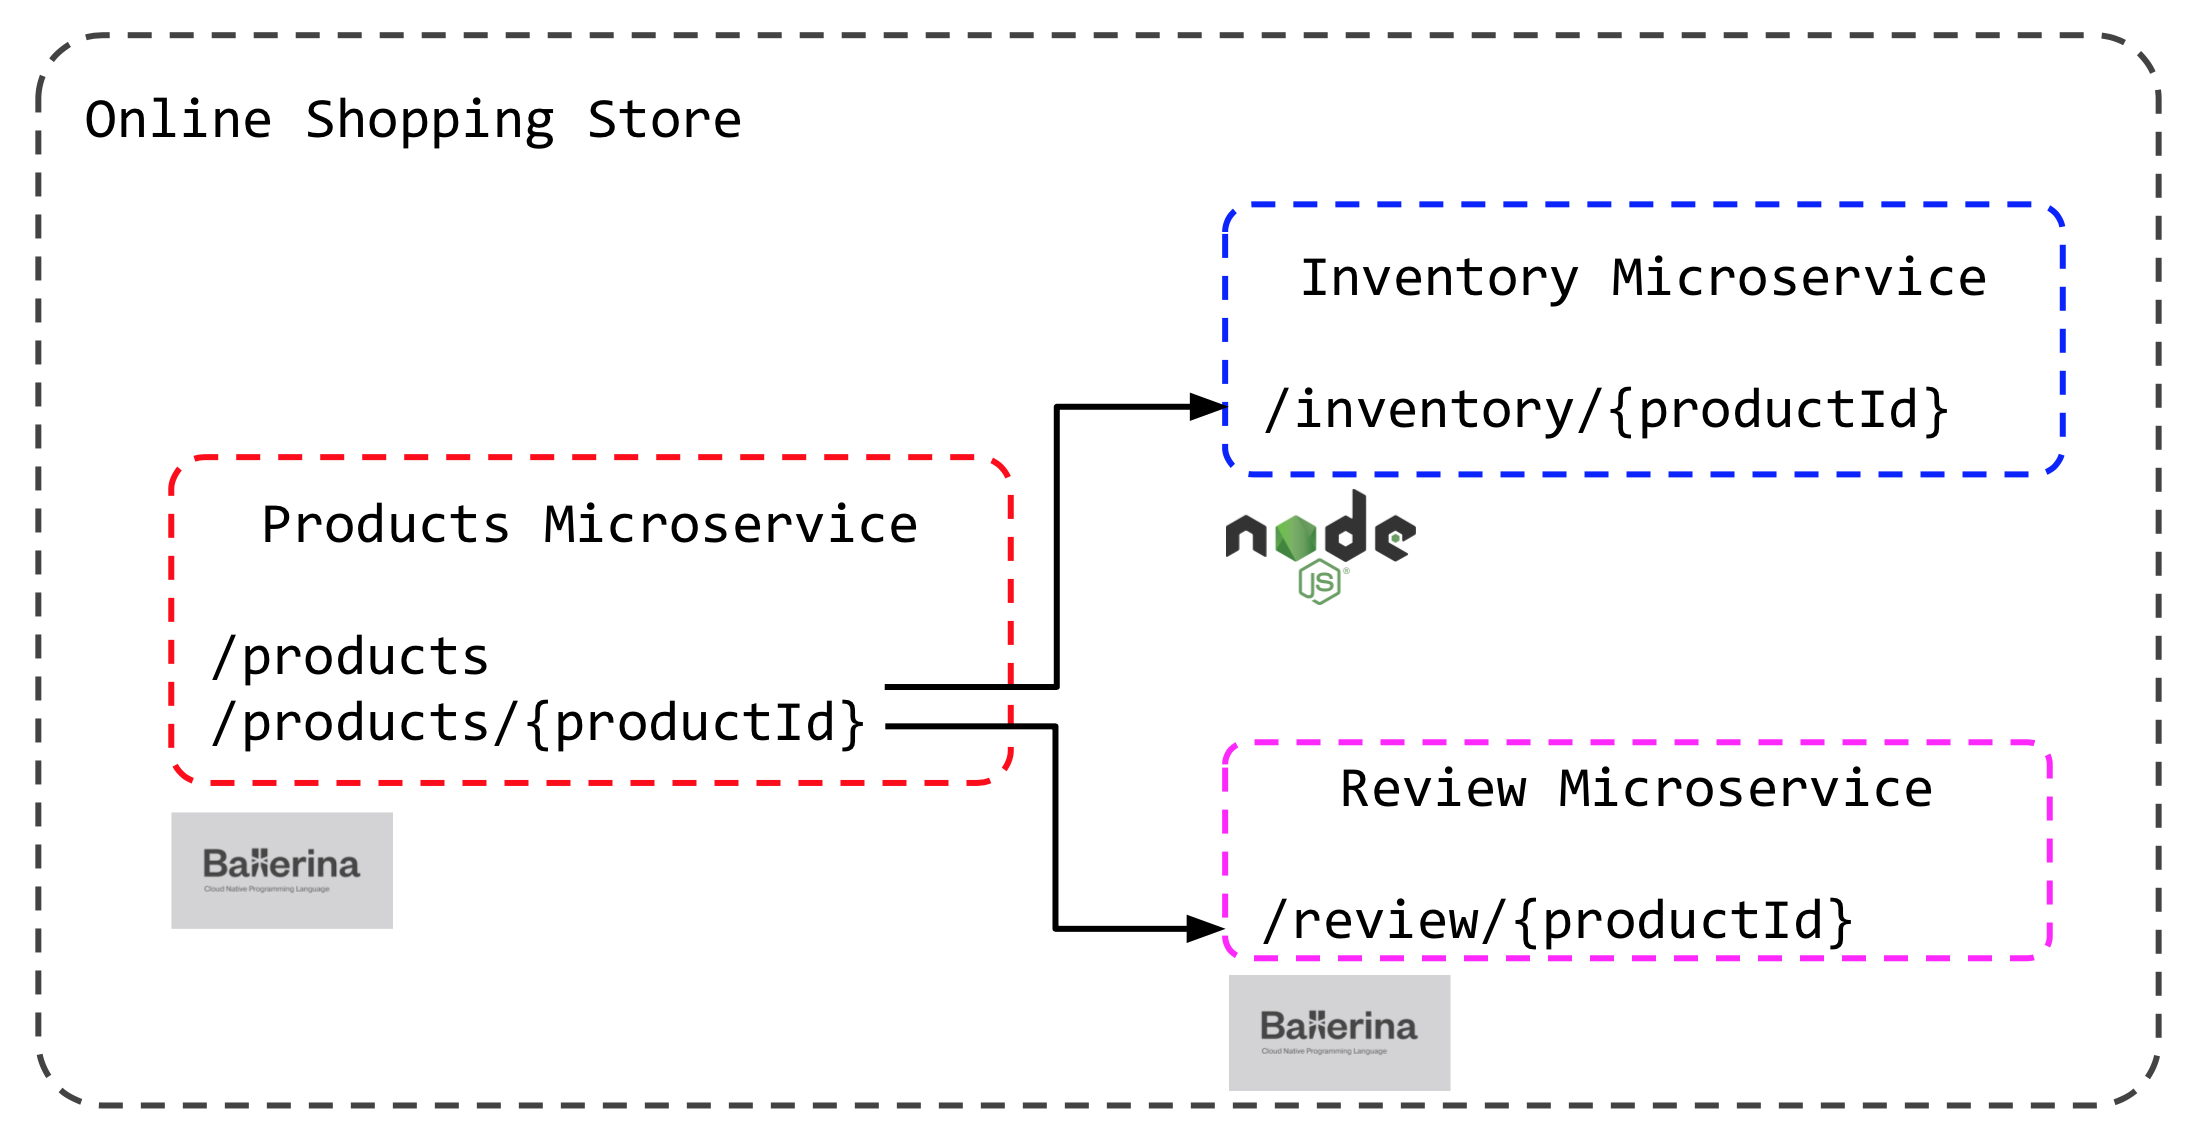 Online Shopping Store
Inventory Microservice
/inventory/{productId}
node
JS
®
Products Microservice
/products
/products/{productId}
Ballerina
Cloud Native Programming Language
Review Microservice
/review/{productId}
Ballerina
Cloud Native Programming Language